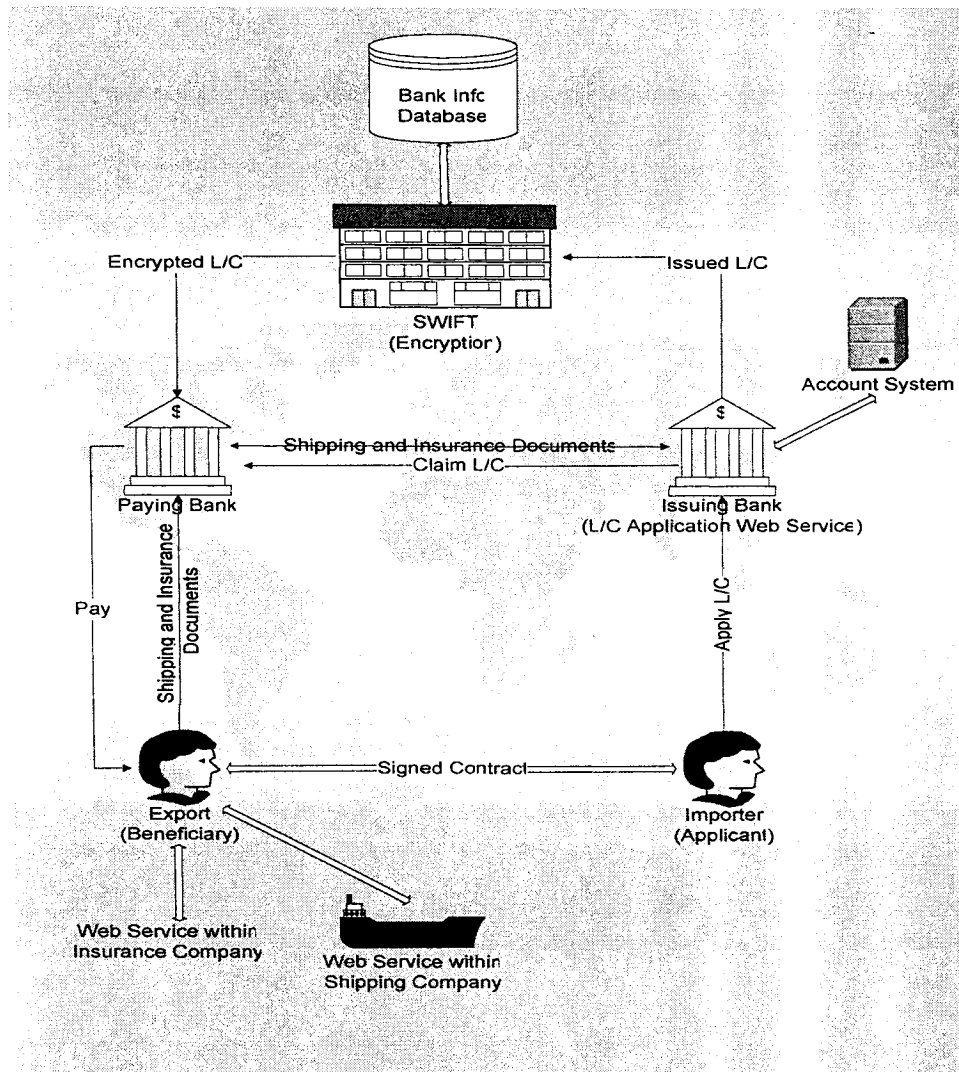 Bank Info
Database
Encrypted L/C
Issued L/C
SWIFT
(Encryption)
Account System
$
$
Shipping and Insurance Documents
Claim L/C
Paying Bank
Issuing Bank
(L/C Application Web Service)
Pay
Shipping and Insurance
Documents
Apply L/C
Signed Contract
Export
(Beneficiary)
Importer
(Applicant)
Web Service within
Insurance Company
Web Service within
Shipping Company